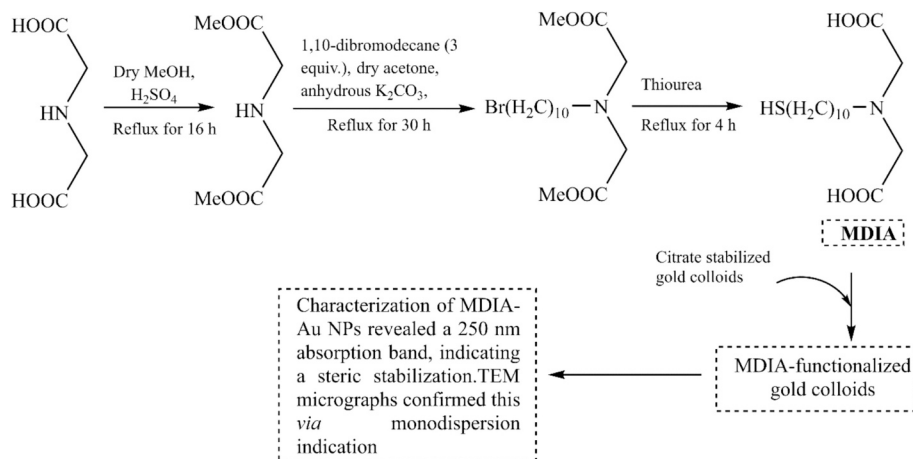 HOOC
HN
HOOC
Dry MeOH,
H₂SO₄
Reflux for 16 h
MeOOC
HN
MeOOC
1,10-dibromodecane (3
equiv.), dry acetone,
anhydrous K₂CO₃,
Reflux for 30 h
MeOOC
Br(H₂C)₁₀
N
MeOOC
Thiourea
Reflux for 4 h
HOOC
HS(H₂C)₁₀
N
HOOC
MDIA
Citrate stabilized
gold colloids
MDIA-functionalized
gold colloids
Characterization of MDIA-
Au NPs revealed a 250 nm
absorption band, indicating
a steric stabilization.TEM
micrographs confirmed this
via monodispersion
indication